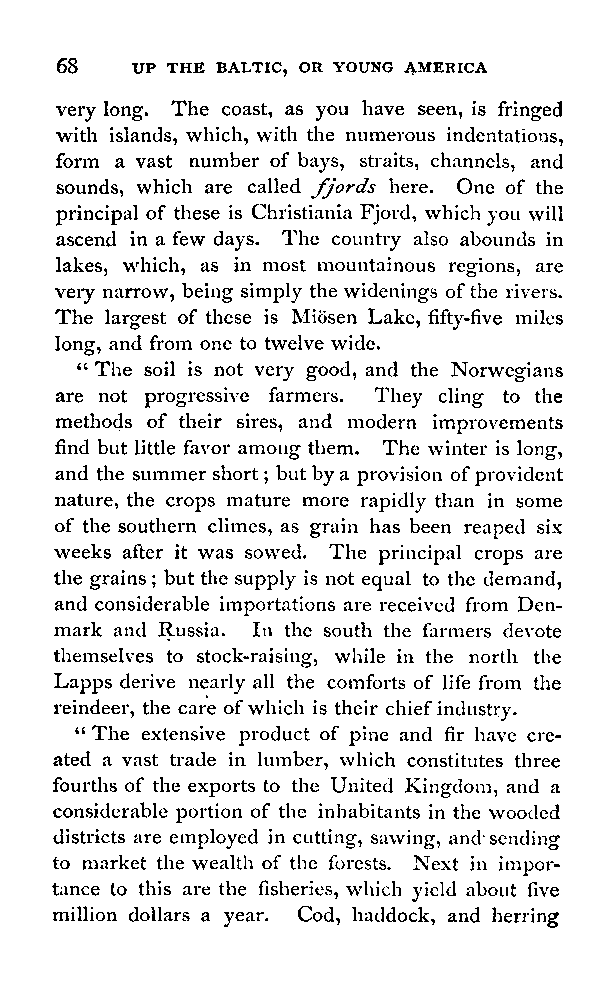 68 UP THE BALTIC, OR YOUNG AMERICA
very long. The coast, as you have seen, is fringed
with islands, which, with the numerous indentations,
form a vast number of bays, straits, channels, and
sounds, which are called fjords here. One of the
principal of these is Christiania Fjord, which you will
ascend in a few days. The country also abounds in
lakes, which, as in most mountainous regions, are
very narrow, being simply the widenings of the rivers.
The largest of these is Miösen Lake, fifty-five miles
long, and from one to twelve wide.
“The soil is not very good, and the Norwegians
are not progressive farmers. They cling to the
methods of their sires, and modern improvements
find but little favor among them. The winter is long,
and the summer short; but by a provision of provident
nature, the crops mature more rapidly than in some
of the southern climes, as grain has been reaped six
weeks after it was sowed. The principal crops are
the grains; but the supply is not equal to the demand,
and considerable importations are received from Den-
mark and Russia. In the south the farmers devote
themselves to stock-raising, while in the north the
Lapps derive nearly all the comforts of life from the
reindeer, the care of which is their chief industry.
“The extensive product of pine and fir have cre-
ated a vast trade in lumber, which constitutes three
fourths of the exports to the United Kingdom, and a
considerable portion of the inhabitants in the wooded
districts are employed in cutting, sawing, and sending
to market the wealth of the forests. Next in impor-
tance to this are the fisheries, which yield about five
million dollars a year. Cod, haddock, and herring